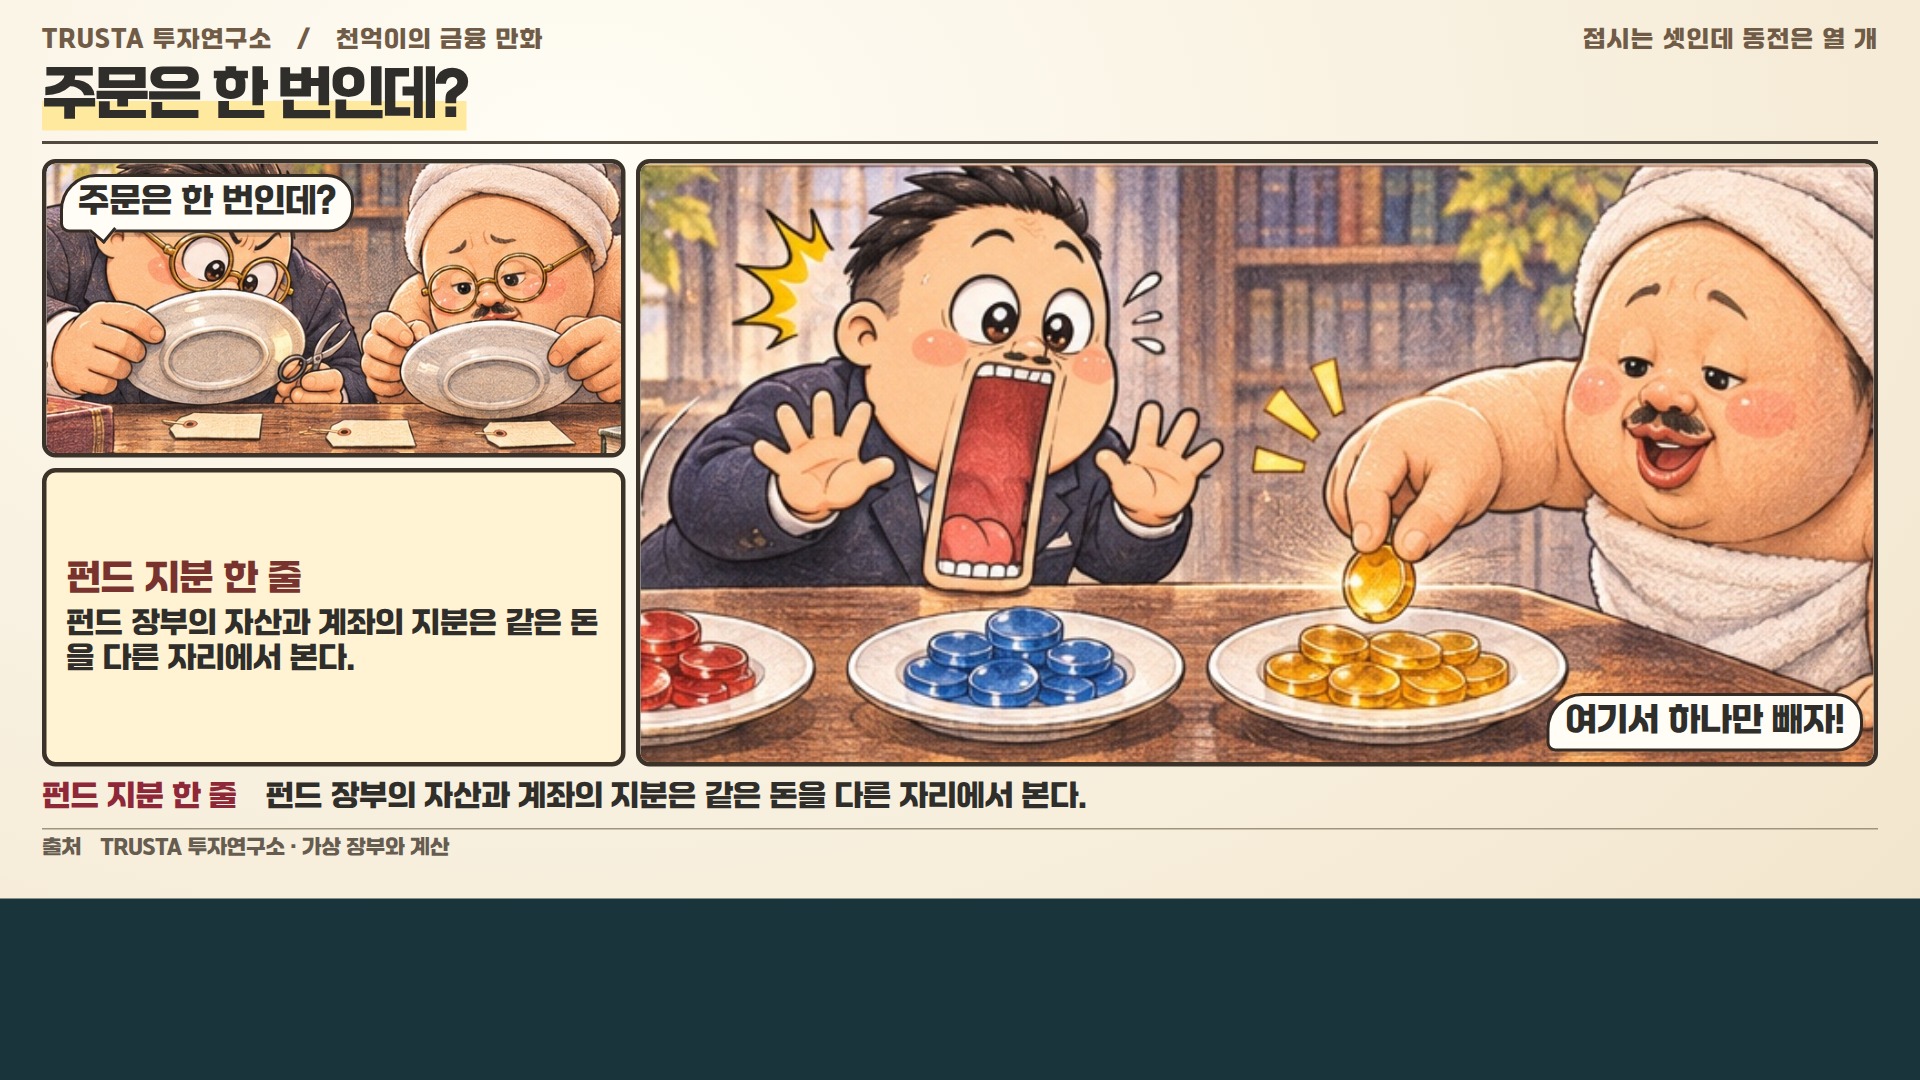 TRUSTA 투자연구소 / 천억이의 금융 만화
접시는 셋인데 동전은 열 개
주문은 한 번인데?
주문은 한 번인데?
여기서 하나만 빼자!
펀드 지분 한 줄
펀드 장부의 자산과 계좌의 지분은 같은 돈
을 다른 자리에서 본다.
펀드 지분 한 줄 펀드 장부의 자산과 계좌의 지분은 같은 돈을 다른 자리에서 본다.
출처 TRUSTA 투자연구소 · 가상 장부와 계산